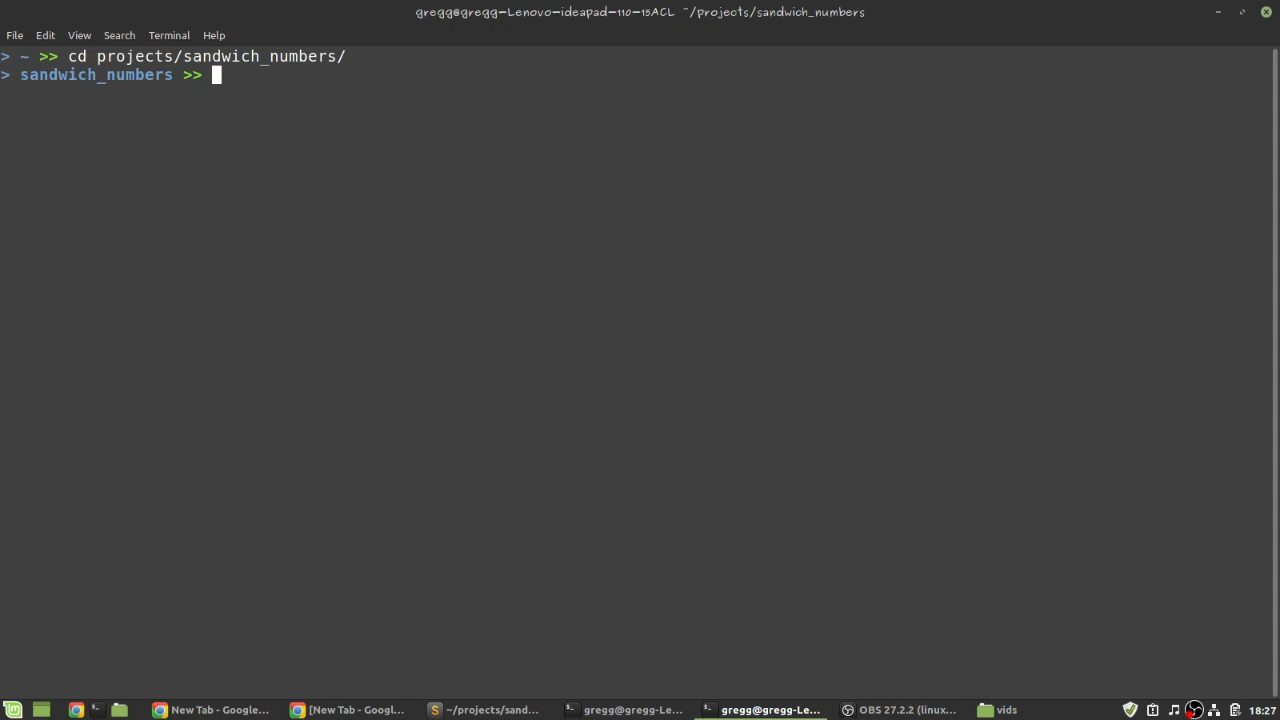 gregg@gregg-Lenovo-ideapad-110-15ACL ~/projects/sandwich_numbers
File Edit View Search Terminal Help
> ~ >> cd projects/sandwich_numbers/
> sandwich_numbers >>
New Tab - Google... [New Tab - Googl... ~/projects/sand... gregg@gregg-Le... gregg@gregg-Le... OBS 27.2.2 (linux... vids 18:27